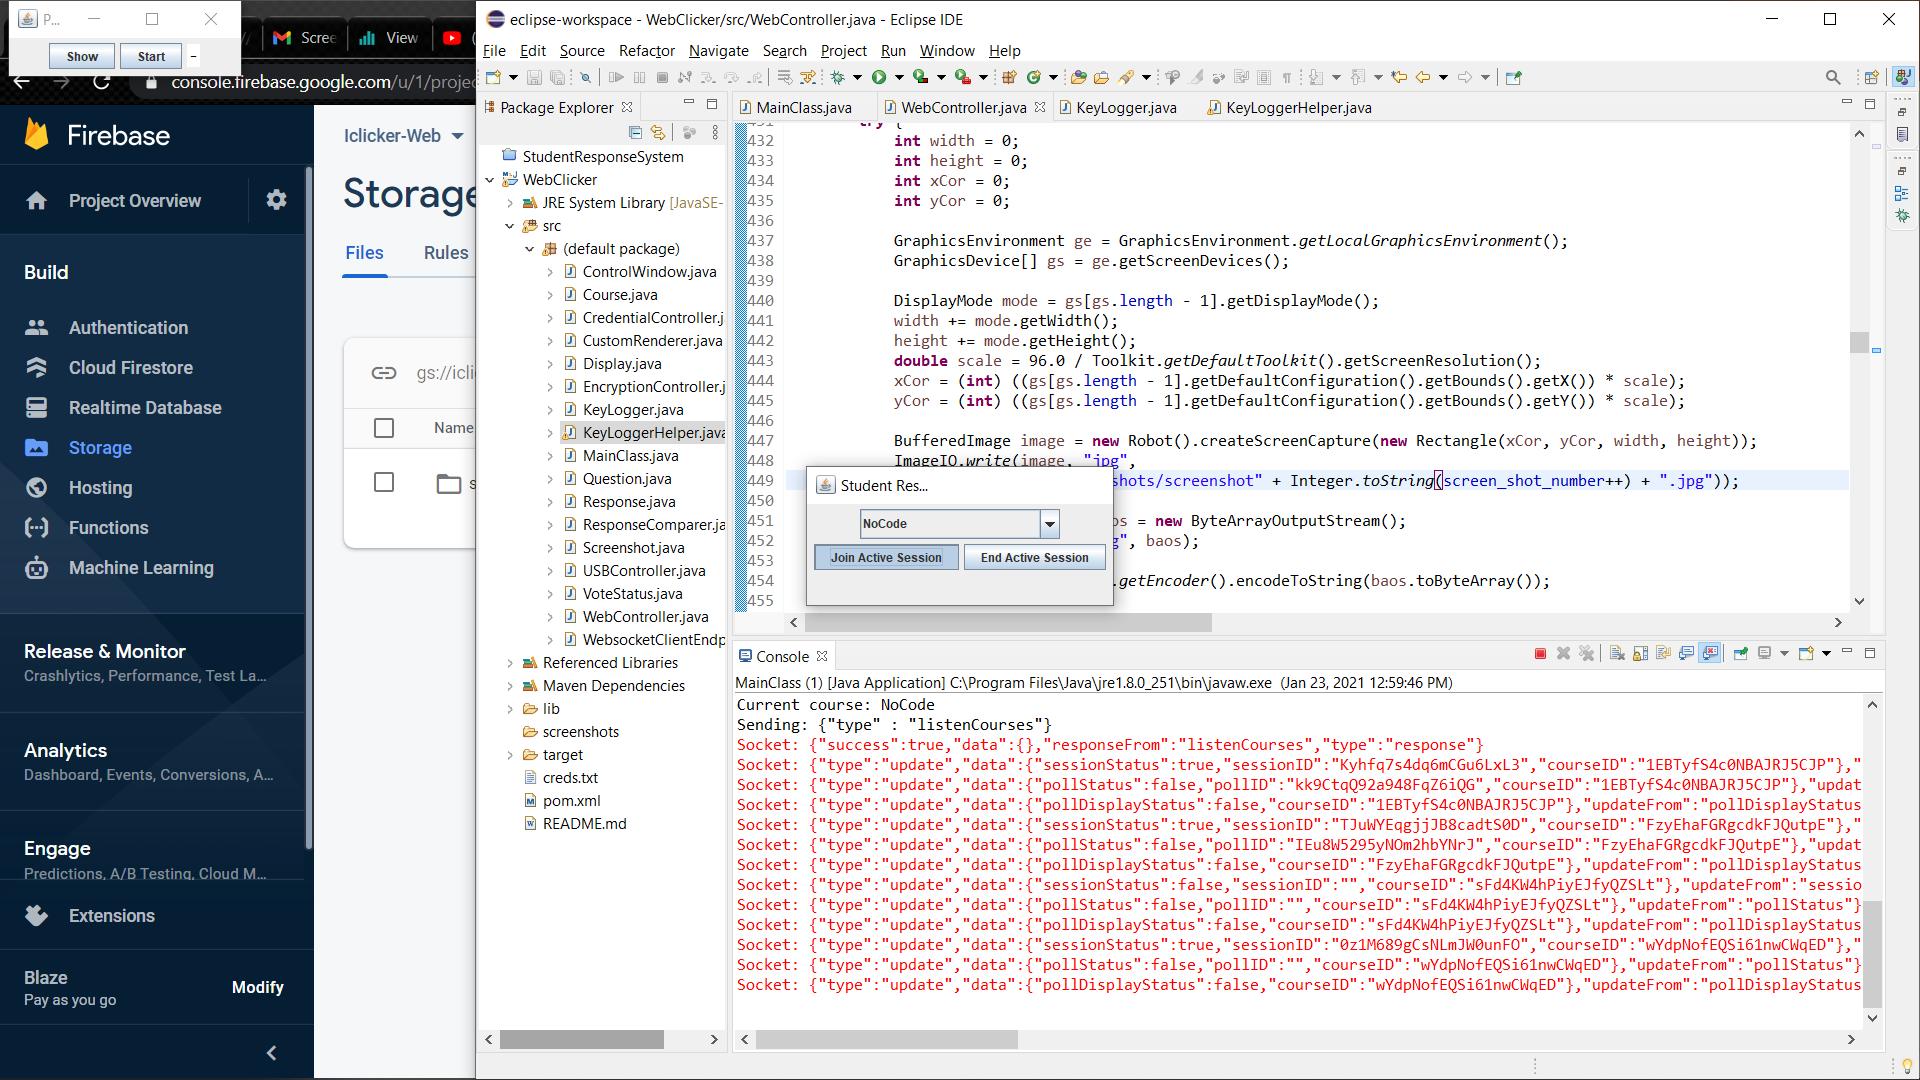 P...
Show
Start
-
Scree
View
console.firebase.google.com/u/1/projec
Firebase
Project Overview
Build
Authentication
Cloud Firestore
Realtime Database
Storage
Hosting
Functions
Machine Learning
Release & Monitor
Crashlytics, Performance, Test La...
Analytics
Dashboard, Events, Conversions, A...
Engage
Predictions, A/B Testing, Cloud M...
Extensions
Blaze
Pay as you go
Modify
Iclicker-Web
Storage
Files
Rules
gs://icli
Name
s
eclipse-workspace - WebClicker/src/WebController.java - Eclipse IDE
File Edit Source Refactor Navigate Search Project Run Window Help
Package Explorer
StudentResponseSystem
WebClicker
JRE System Library [JavaSE-
src
(default package)
ControlWindow.java
Course.java
CredentialController.j
CustomRenderer.java
Display.java
EncryptionController.j
KeyLogger.java
KeyLoggerHelper.java
MainClass.java
Question.java
Response.java
ResponseComparer.ja
Screenshot.java
USBController.java
VoteStatus.java
WebController.java
WebsocketClientEndp
Referenced Libraries
Maven Dependencies
lib
screenshots
target
creds.txt
pom.xml
README.md
MainClass.java
WebController.java
KeyLogger.java
KeyLoggerHelper.java
431 try {
432 int width = 0;
433 int height = 0;
434 int xCor = 0;
435 int yCor = 0;
436
437 GraphicsEnvironment ge = GraphicsEnvironment.getLocalGraphicsEnvironment();
438 GraphicsDevice[] gs = ge.getScreenDevices();
439
440 DisplayMode mode = gs[gs.length - 1].getDisplayMode();
441 width += mode.getWidth();
442 height += mode.getHeight();
443 double scale = 96.0 / Toolkit.getDefaultToolkit().getScreenResolution();
444 xCor = (int) ((gs[gs.length - 1].getDefaultConfiguration().getBounds().getX()) * scale);
445 yCor = (int) ((gs[gs.length - 1].getDefaultConfiguration().getBounds().getY()) * scale);
446
447 BufferedImage image = new Robot().createScreenCapture(new Rectangle(xCor, yCor, width, height));
448 ImageIO.write(image, "jpg",
449 shots/screenshot" + Integer.toString(screen_shot_number++) + ".jpg"));
450
451 os = new ByteArrayOutputStream();
452 g", baos);
453
454 .getEncoder().encodeToString(baos.toByteArray());
455
Student Res...
NoCode
Join Active Session
End Active Session
Console
MainClass (1) [Java Application] C:\Program Files\Java\jre1.8.0_251\bin\javaw.exe (Jan 23, 2021 12:59:46 PM)
Current course: NoCode
Sending: {"type" : "listenCourses"}
Socket: {"success":true,"data":{},"responseFrom":"listenCourses","type":"response"}
Socket: {"type":"update","data":{"sessionStatus":true,"sessionID":"Kyhfq7s4dq6mCGu6LxL3","courseID":"1EBTyfS4c0NBAJRJ5CJP"},"
Socket: {"type":"update","data":{"pollStatus":false,"pollID":"kk9CtqQ92a948FqZ6iQG","courseID":"1EBTyfS4c0NBAJRJ5CJP"},"updat
Socket: {"type":"update","data":{"pollDisplayStatus":false,"courseID":"1EBTyfS4c0NBAJRJ5CJP"},"updateFrom":"pollDisplayStatus
Socket: {"type":"update","data":{"sessionStatus":true,"sessionID":"TJuWYEqgjjJB8cadtS0D","courseID":"FzyEhaFGRgcdkFJQutpE"},"
Socket: {"type":"update","data":{"pollStatus":false,"pollID":"IEu8W5295yNOm2hbYNrJ","courseID":"FzyEhaFGRgcdkFJQutpE"},"updat
Socket: {"type":"update","data":{"pollDisplayStatus":false,"courseID":"FzyEhaFGRgcdkFJQutpE"},"updateFrom":"pollDisplayStatus
Socket: {"type":"update","data":{"sessionStatus":false,"sessionID":"","courseID":"sFd4KW4hPiyEJfyQZSLt"},"updateFrom":"sessio
Socket: {"type":"update","data":{"pollStatus":false,"pollID":"","courseID":"sFd4KW4hPiyEJfyQZSLt"},"updateFrom":"pollStatus"}
Socket: {"type":"update","data":{"pollDisplayStatus":false,"courseID":"sFd4KW4hPiyEJfyQZSLt"},"updateFrom":"pollDisplayStatus
Socket: {"type":"update","data":{"sessionStatus":true,"sessionID":"0z1M689gCsNLmJW0unFO","courseID":"wYdpNofEQSi61nwCWqED"},"
Socket: {"type":"update","data":{"pollStatus":false,"pollID":"","courseID":"wYdpNofEQSi61nwCWqED"},"updateFrom":"pollStatus"}
Socket: {"type":"update","data":{"pollDisplayStatus":false,"courseID":"wYdpNofEQSi61nwCWqED"},"updateFrom":"pollDisplayStatus